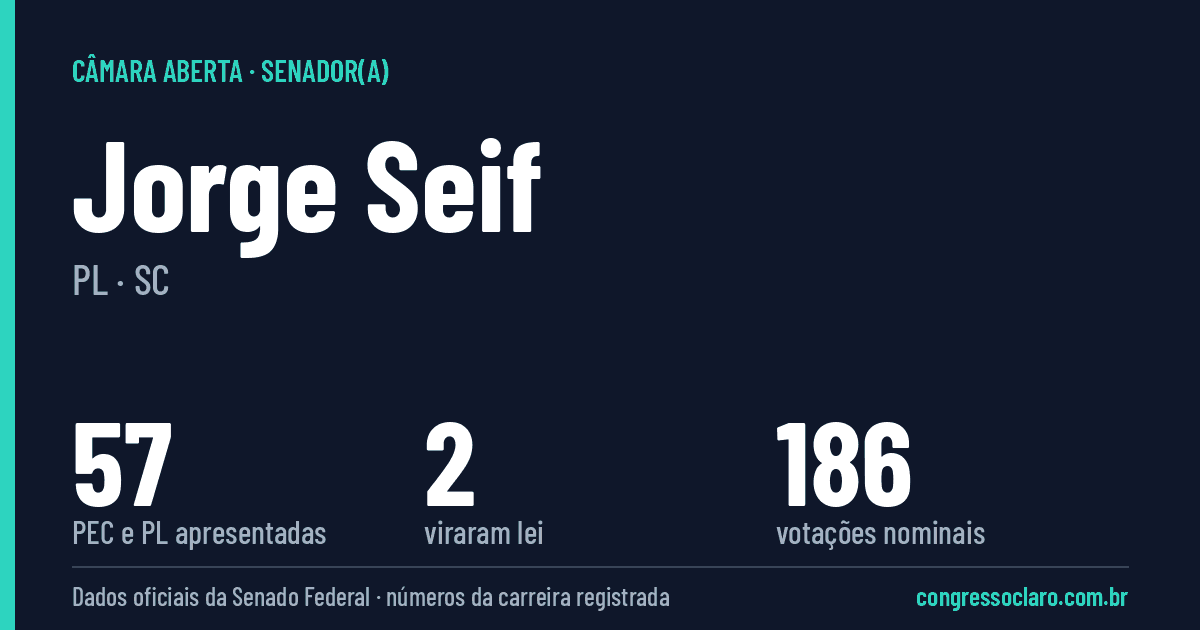 CÂMARA ABERTA · SENADOR(A)
Jorge Seif
PL · SC
57
PEC e PL apresentadas
2
viraram lei
186
votações nominais
Dados oficiais da Senado Federal · números da carreira registrada
congressoclaro.com.br